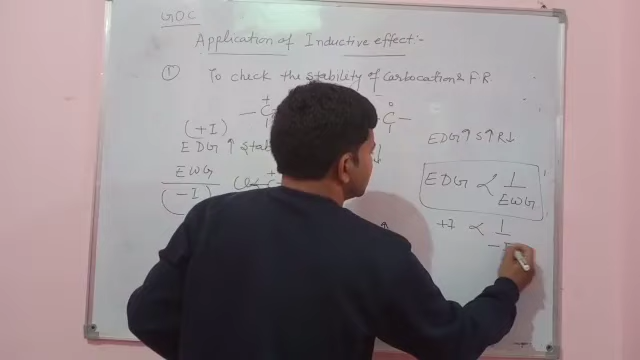 GOC
Application of Inductive effect:-
① To check the stability of Carbocation & F.R
+
— C
(+I)
C —
EDG ↑ Stab
↓
EWG
(-I)
+
EDG ↑ S ↑ R ↓
EDG ∝ 1/EWG
+I ∝ 1/-I